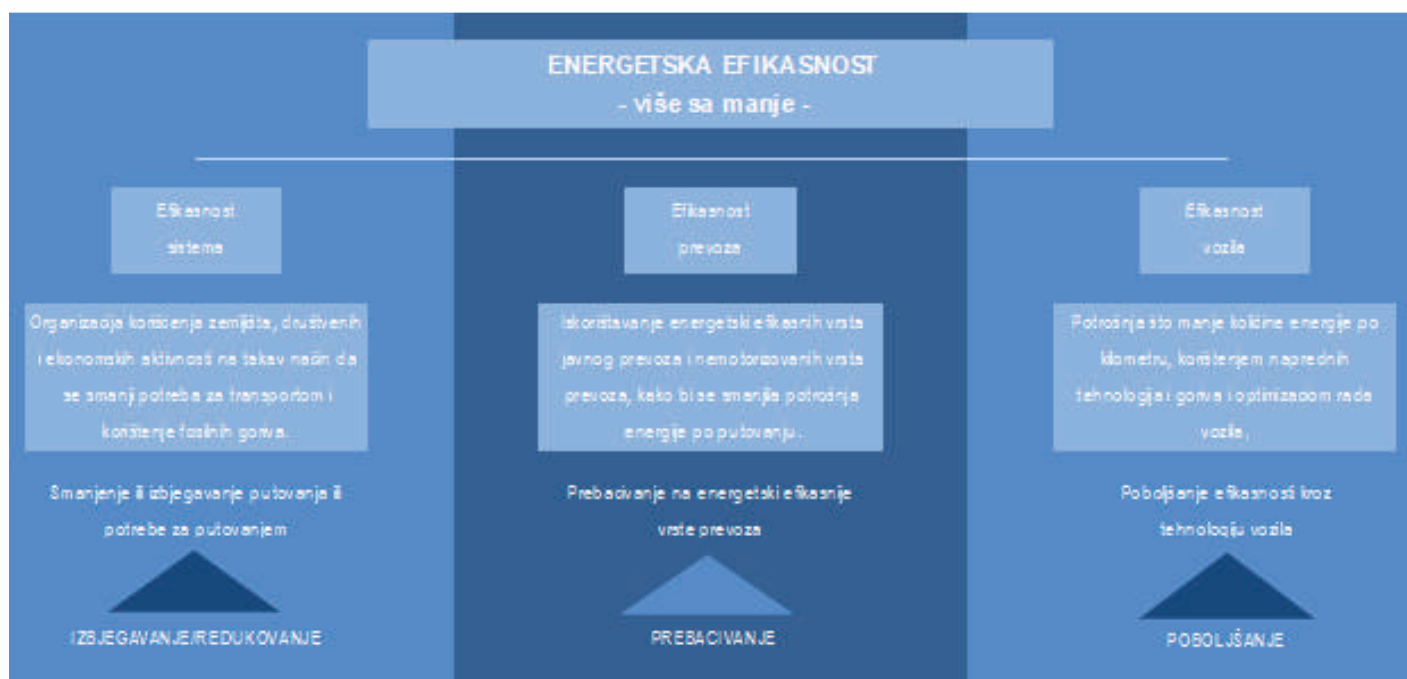 ENERGETSKA EFIKASNOST
- više sa manje -
Efikasnost
sistema
Organizacija korišćenja zemljišta, društvenih
i ekonomskih aktivnosti na takav način da
se smanji potreba za transportom i
korištenje fosilnih goriva.
Smanjenje ili izbjegavanje putovanja ili
potrebe za putovanjem
IZBJEGAVANJE/REDUKOVANJE
Efikasnost
prevoza
Iskorištavanje energetski efikasnih vrsta
javnog prevoza i nemotorizovanih vrsta
prevoza, kako bi se smanjila potrošnja
energije po putovanju.
Prebacivanje na energetski efikasnije
vrste prevoza
PREBACIVANJE
Efikasnost
vozila
Potrošnja što manje količine energije po
kilometru, korištenjem naprednih
tehnologija i goriva i optimizaciom rada
vozila,
Poboljšanje efikasnosti kroz
tehnologiju vozila
POBOLJŠANJE